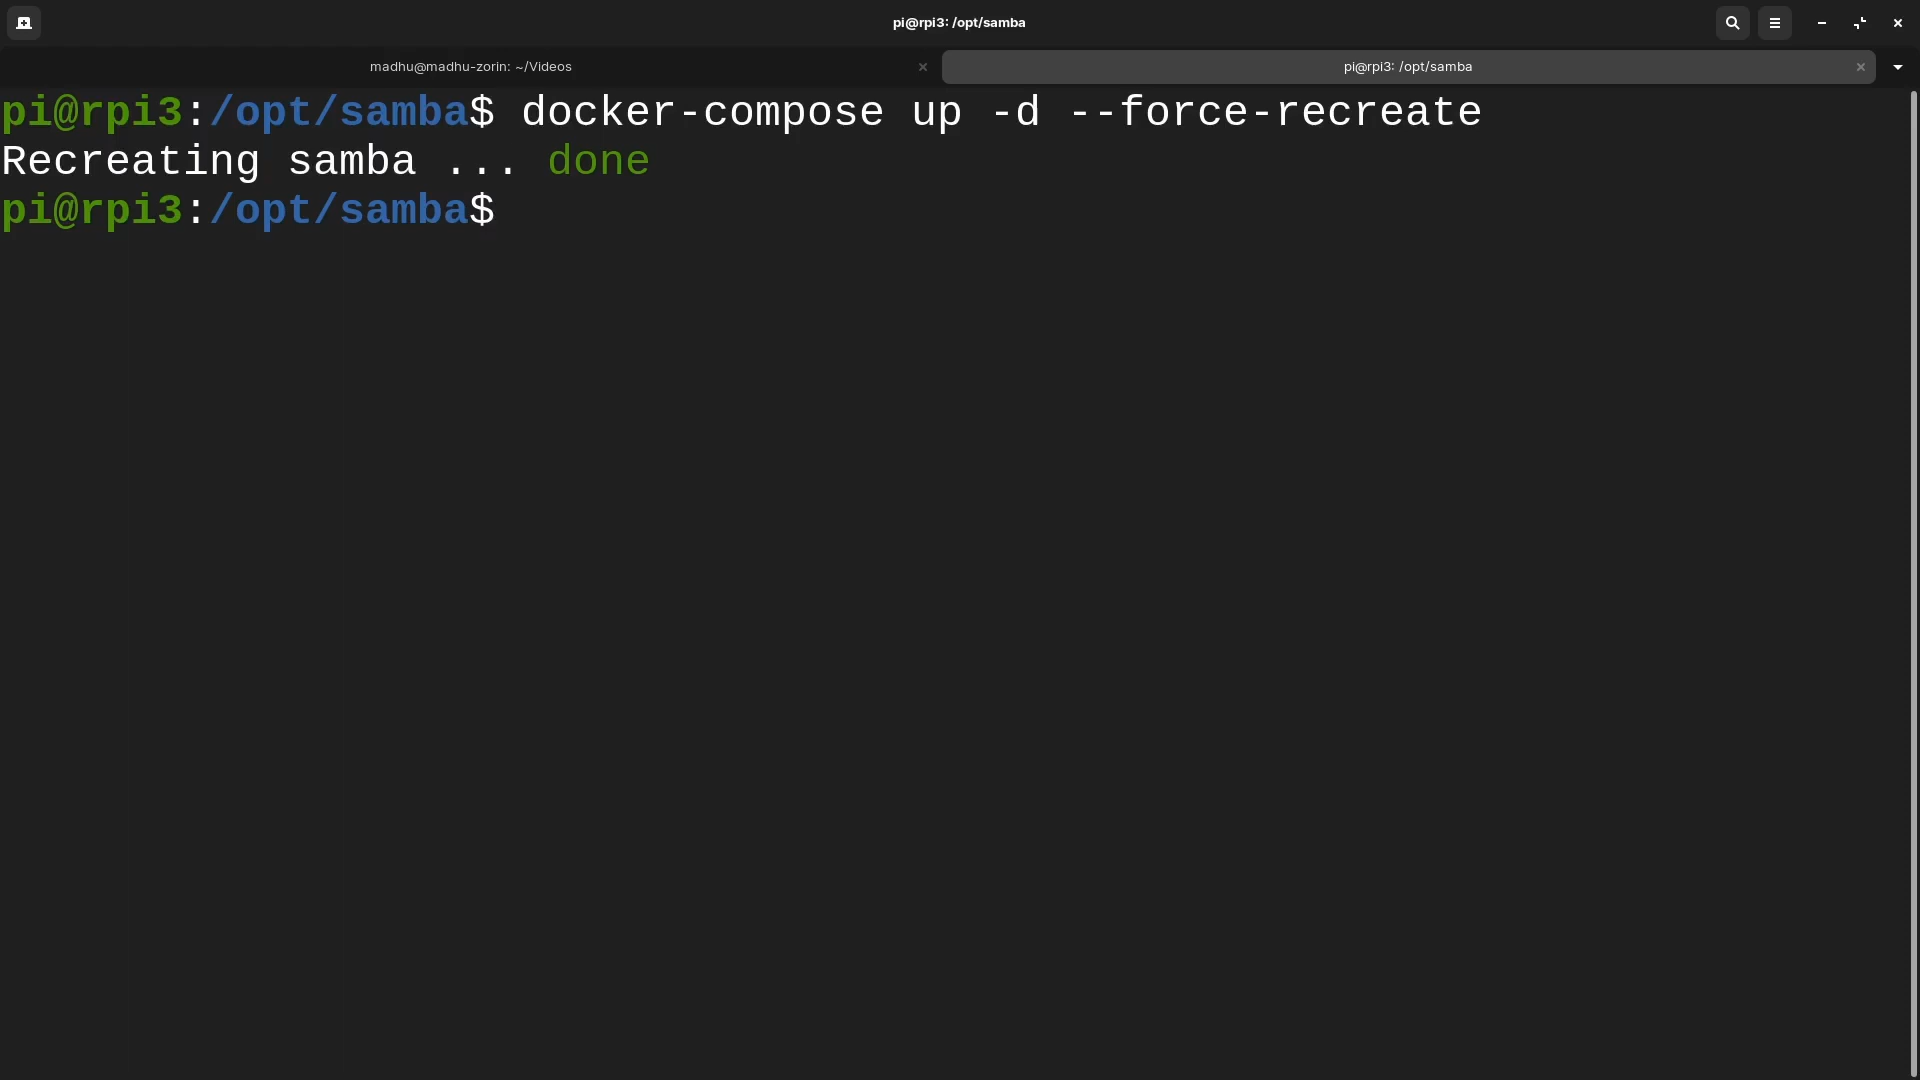 pi@rpi3: /opt/samba
madhu@madhu-zorin: ~/Videos
pi@rpi3: /opt/samba
pi@rpi3:/opt/samba$ docker-compose up -d --force-recreate
Recreating samba ... done
pi@rpi3:/opt/samba$